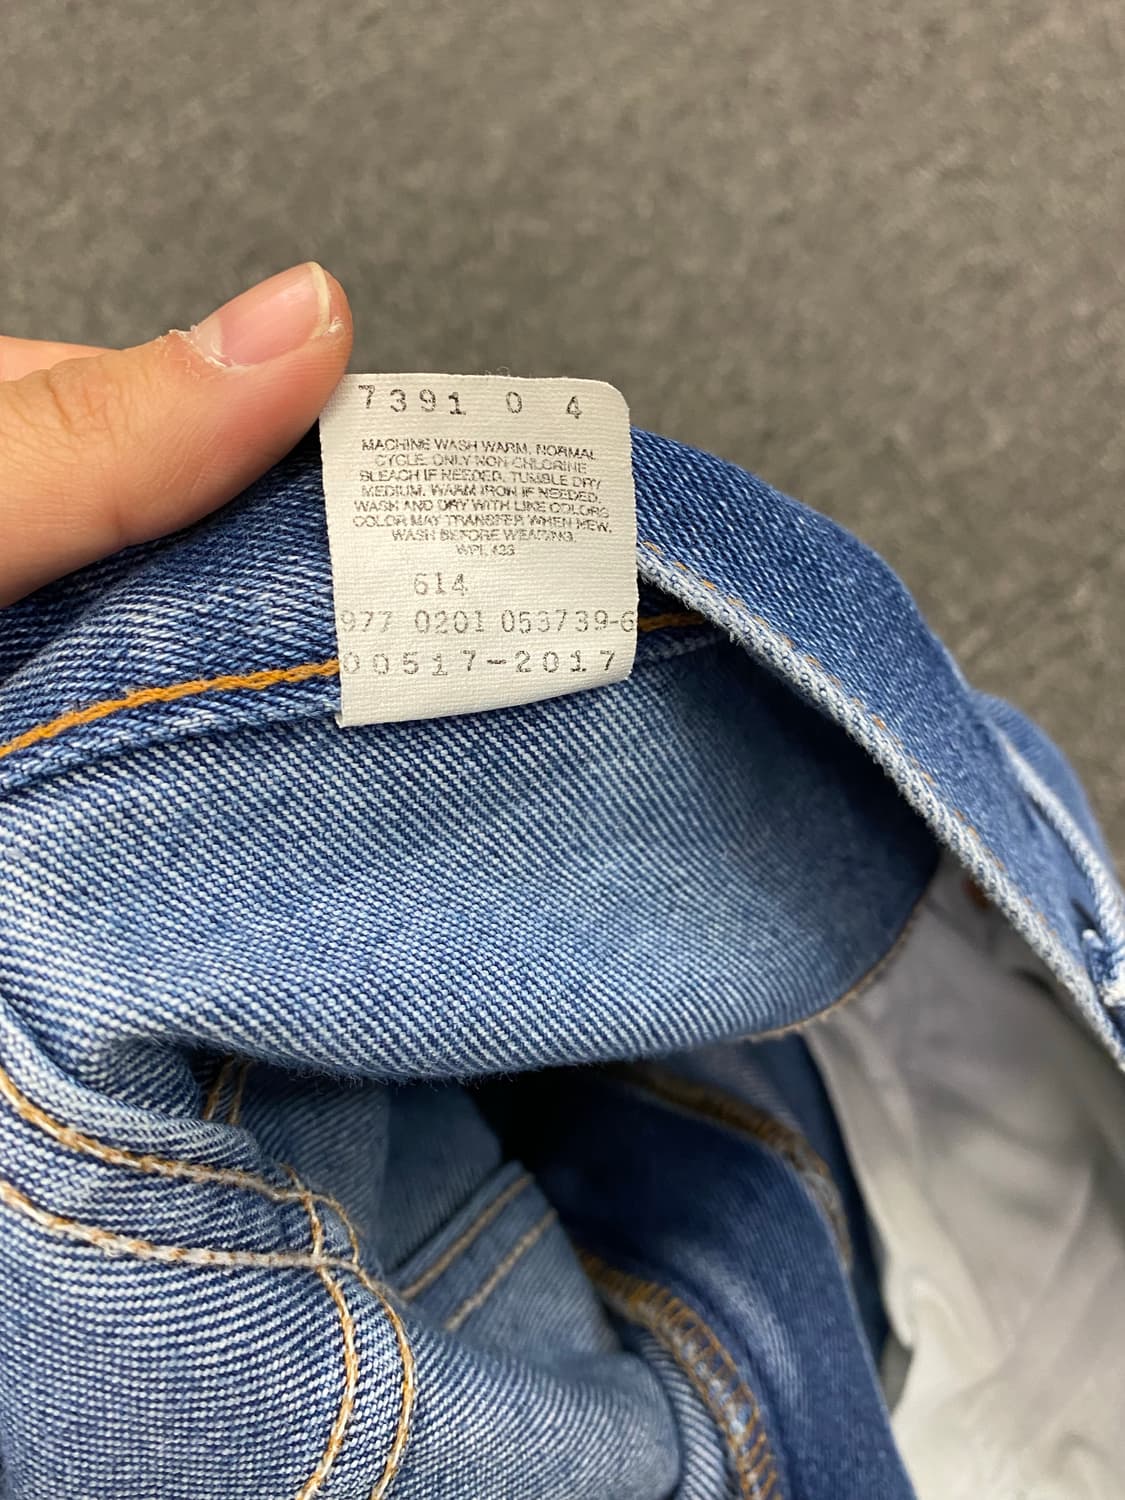 7391 0 4
MACHINE WASH WARM, NORMAL
CYCLE. ONLY NON-CHLORINE
BLEACH IF NEEDED. TUMBLE DRY
MEDIUM. WARM IRON IF NEEDED.
WASH AND DRY WITH LIKE COLORS
COLOR MAY TRANSFER WHEN NEW.
WASH BEFORE WEARING.
WPL 423
614
977 0201 053739-6
00517-2017